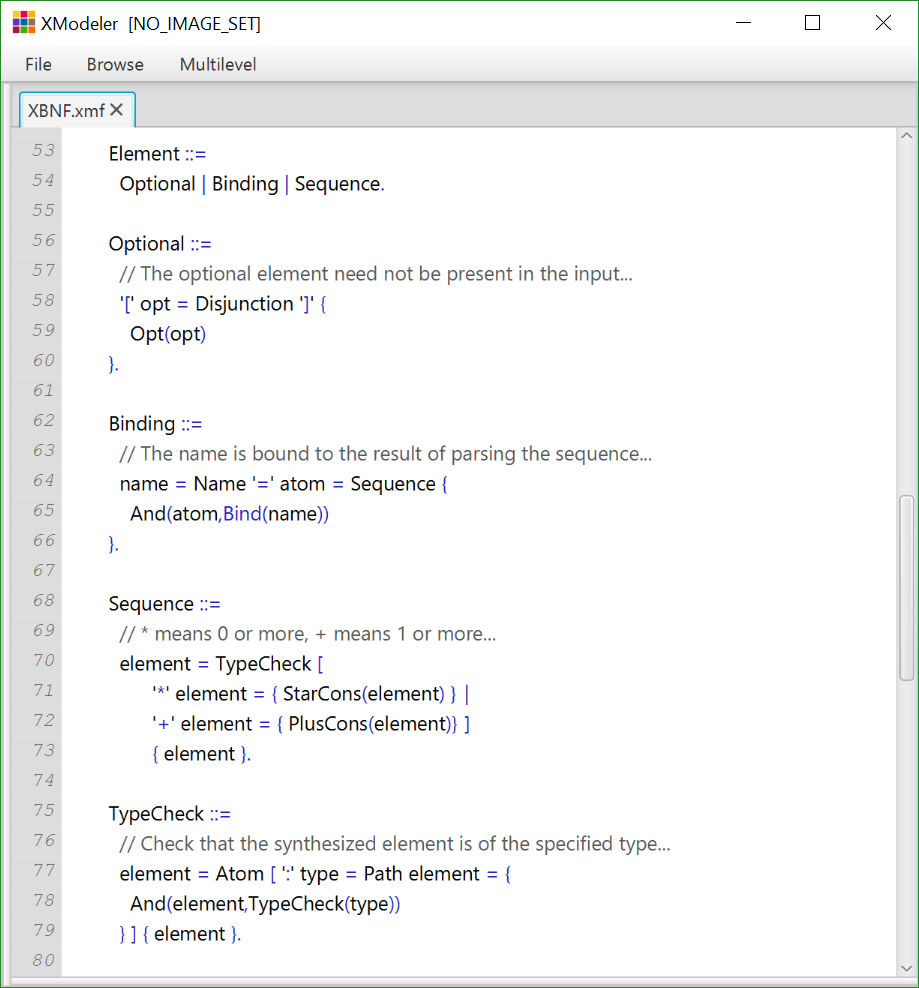 XModeler [NO_IMAGE_SET]
File Browse Multilevel
XBNF.xmf
53 Element ::=
54 Optional | Binding | Sequence.
55
56 Optional ::=
57 // The optional element need not be present in the input...
58 '[' opt = Disjunction ']' {
59 Opt(opt)
60 }.
61
62 Binding ::=
63 // The name is bound to the result of parsing the sequence...
64 name = Name '=' atom = Sequence {
65 And(atom,Bind(name))
66 }.
67
68 Sequence ::=
69 // * means 0 or more, + means 1 or more...
70 element = TypeCheck [
71 '*' element = { StarCons(element) } |
72 '+' element = { PlusCons(element)} ]
73 { element }.
74
75 TypeCheck ::=
76 // Check that the synthesized element is of the specified type...
77 element = Atom [ ':' type = Path element = {
78 And(element,TypeCheck(type))
79 } ] { element }.
80